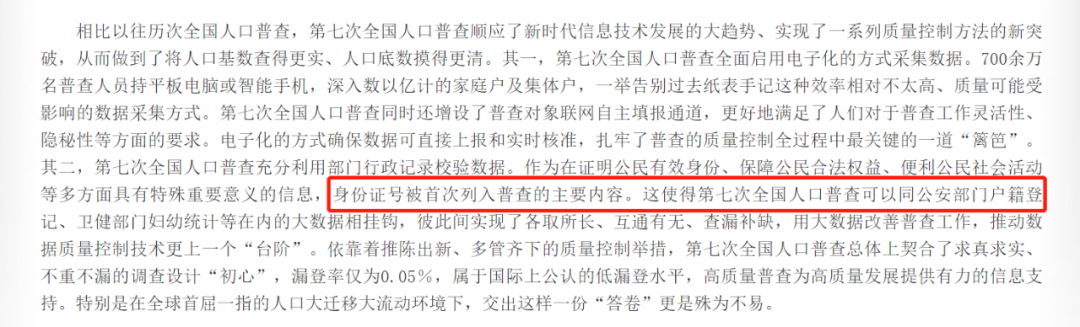 相比以往历次全国人口普查，第七次全国人口普查顺应了新时代信息技术发展的大趋势、实现了一系列质量控制方法的新突
破，从而做到了将人口基数查得更实、人口底数摸得更清。其一，第七次全国人口普查全面启用电子化的方式采集数据。700余万
名普查人员持平板电脑或智能手机，深入数以亿计的家庭户及集体户，一举告别过去纸表手记这种效率相对不太高、质量可能受
影响的数据采集方式。第七次全国人口普查同时还增设了普查对象联网自主填报通道，更好地满足了人们对于普查工作灵活性、
隐秘性等方面的要求。电子化的方式确保数据可直接上报和实时核准，扎牢了普查的质量控制全过程中最关键的一道“篱笆”。
其二，第七次全国人口普查充分利用部门行政记录校验数据。作为在证明公民有效身份、保障公民合法权益、便利公民社会活动
等多方面具有特殊重要意义的信息，身份证号被首次列入普查的主要内容。这使得第七次全国人口普查可以同公安部门户籍登
记、卫健部门妇幼统计等在内的大数据相挂钩，彼此间实现了各取所长、互通有无、查漏补缺，用大数据改善普查工作，推动数
据质量控制技术更上一个“台阶”。依靠着推陈出新、多管齐下的质量控制举措，第七次全国人口普查总体上契合了求真求实、
不重不漏的调查设计“初心”，漏登率仅为0.05%，属于国际上公认的低漏登水平，高质量普查为高质量发展提供有力的信息支
持。特别是在全球首屈一指的人口大迁移大流动环境下，交出这样一份“答卷”更是殊为不易。